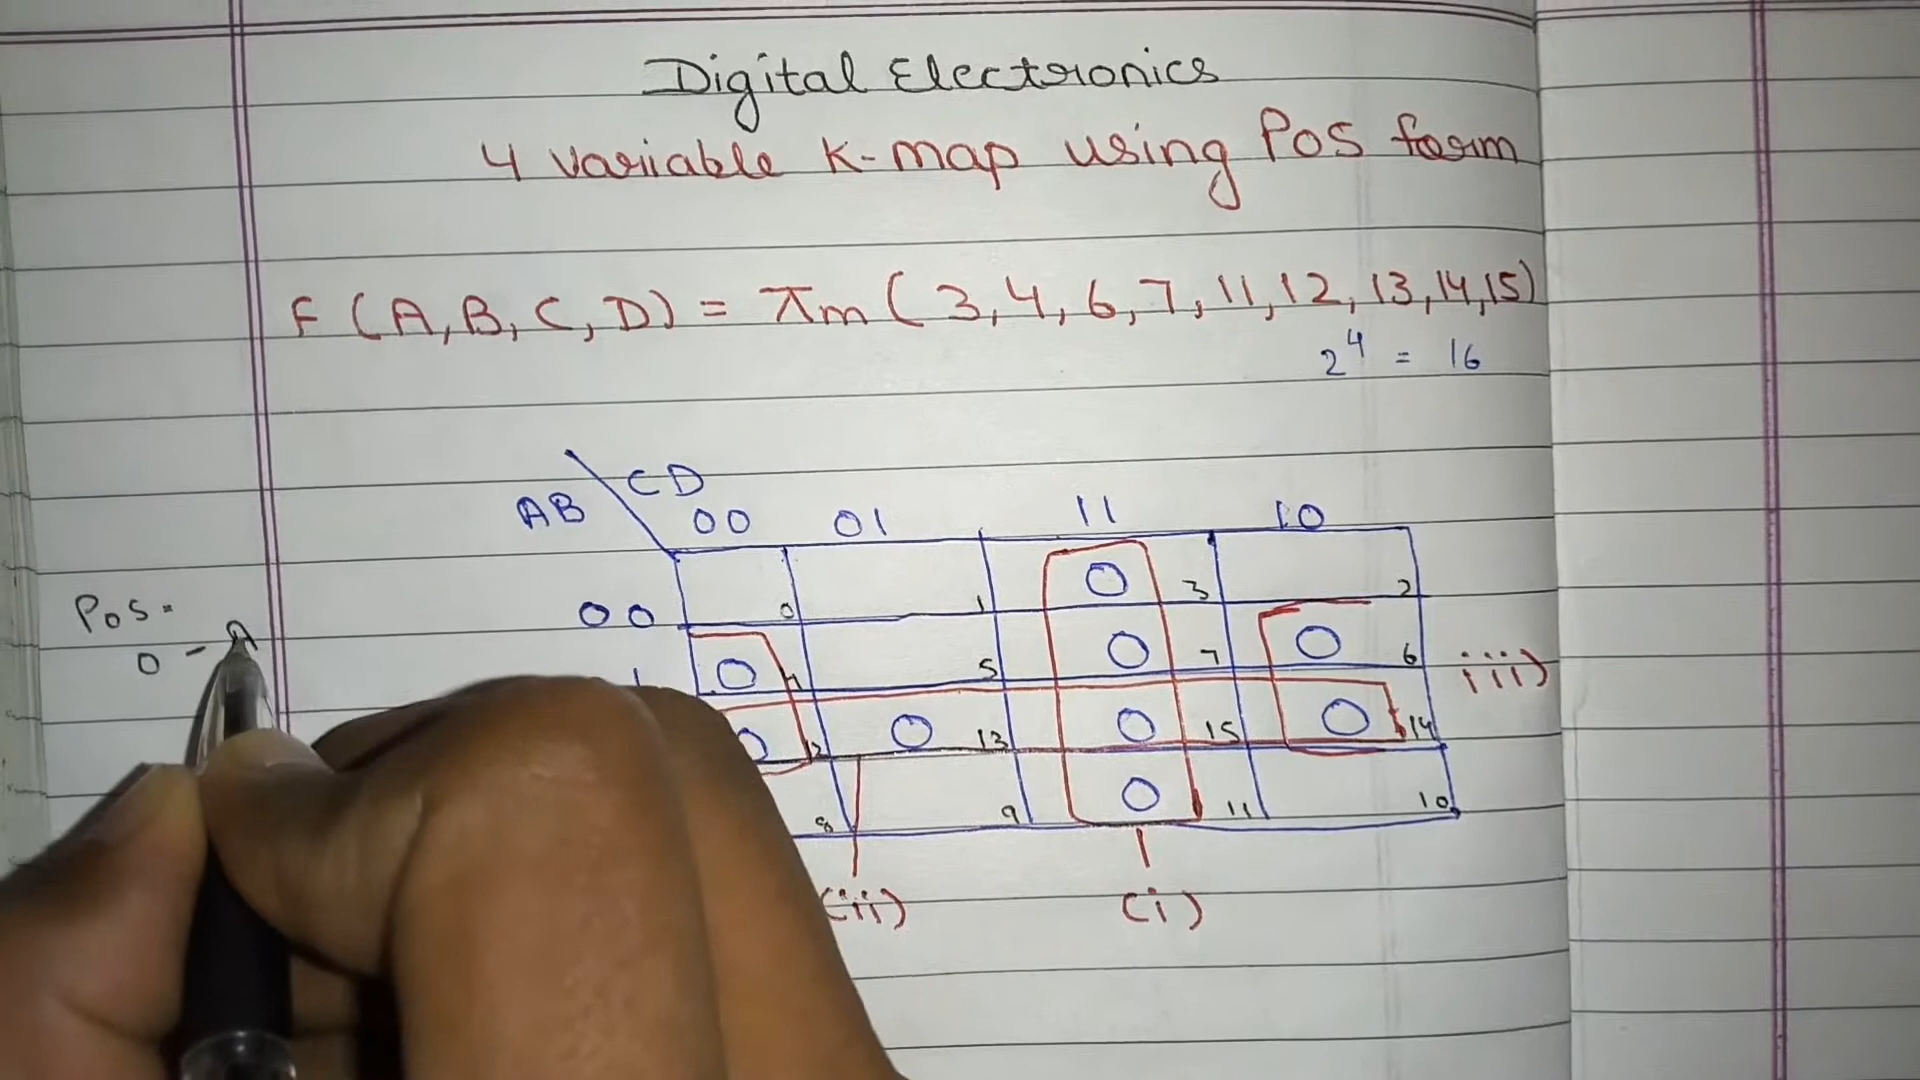 Digital Electronics
4 variable K-map using POS form
F (A, B, C, D) = πm ( 3, 4, 6, 7, 11, 12, 13, 14, 15)
2⁴ = 16
AB \ CD
00 01 11 10
00 0 1 0 3 2
1 0 4 5 0 7 0 6 iii)
0 12 0 13 0 15 0 14
8 9 0 11 10
(ii) (i)
POS =
0 - A